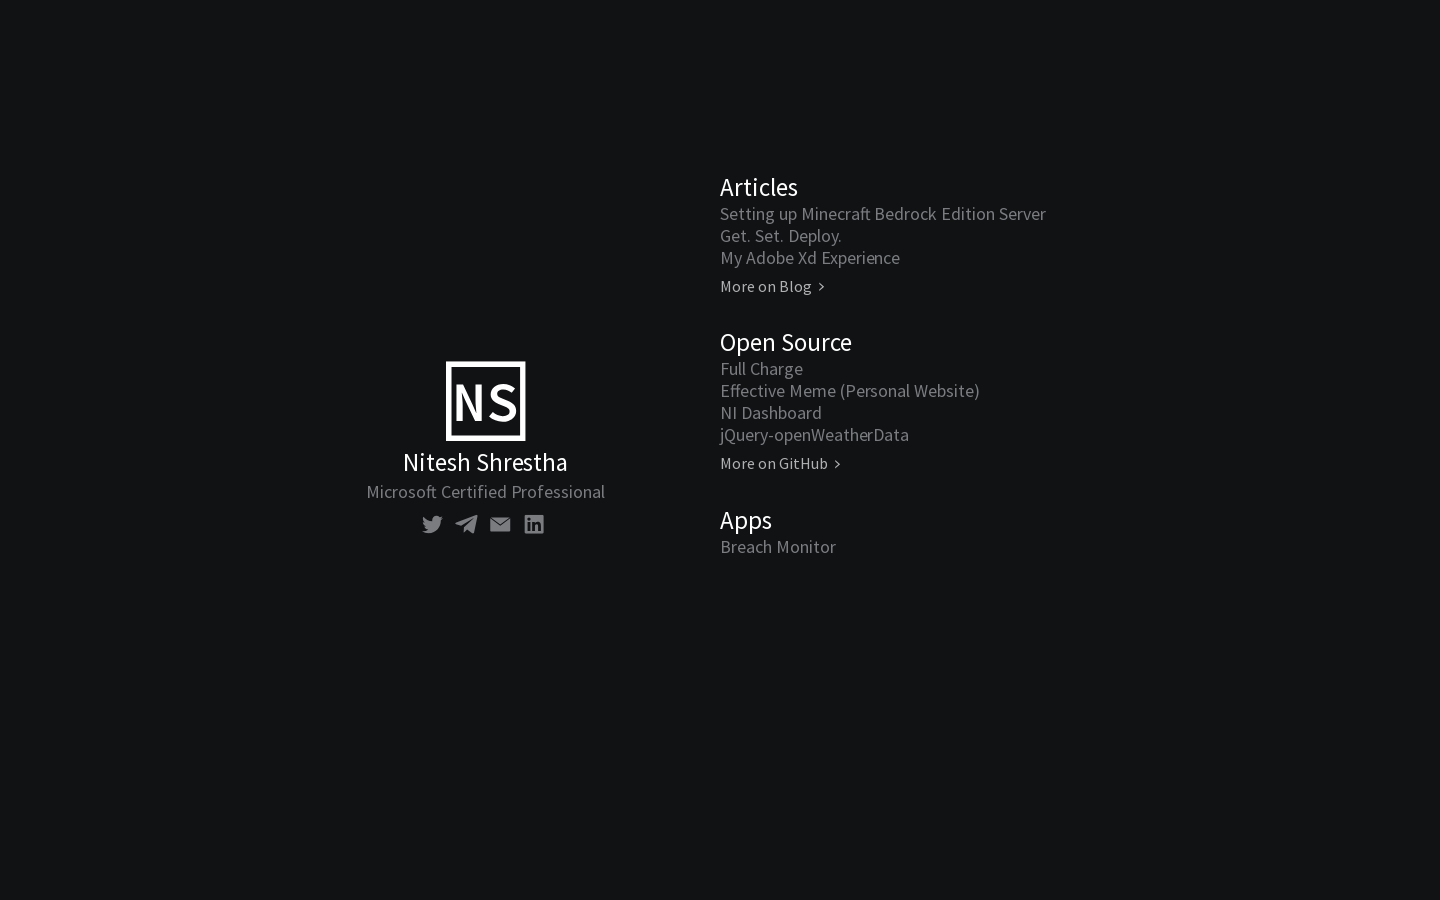 NS
Nitesh Shrestha
Microsoft Certified Professional
Articles
Setting up Minecraft Bedrock Edition Server
Get. Set. Deploy.
My Adobe Xd Experience
More on Blog
Open Source
Full Charge
Effective Meme (Personal Website)
NI Dashboard
jQuery-openWeatherData
More on GitHub
Apps
Breach Monitor